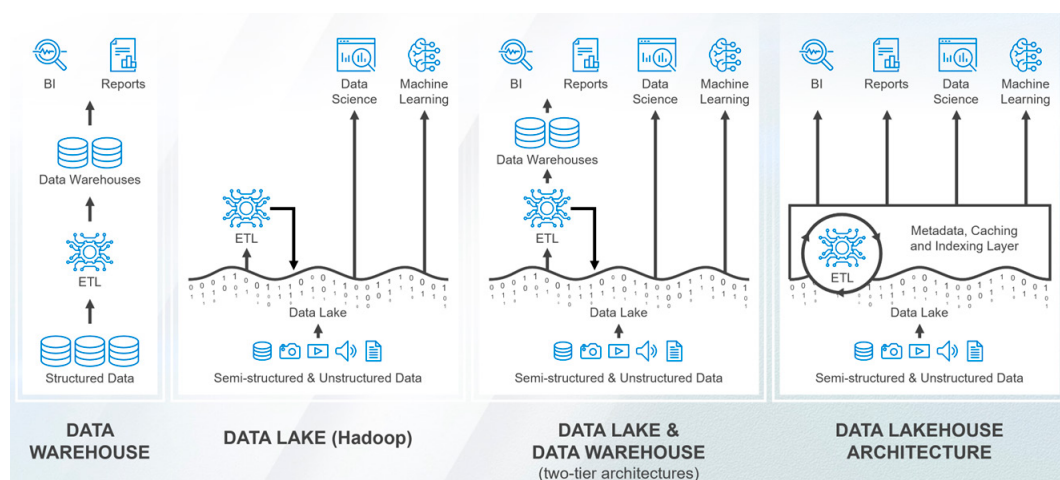 BI
Reports
Data Warehouses
ETL
Structured Data
DATA
WAREHOUSE
Data
Science
Machine
Learning
ETL
Data Lake
Semi-structured & Unstructured Data
DATA LAKE (Hadoop)
BI
Reports
Data
Science
Machine
Learning
Data Warehouses
ETL
Data Lake
Semi-structured & Unstructured Data
DATA LAKE &
DATA WAREHOUSE
(two-tier architectures)
BI
Reports
Data
Science
Machine
Learning
Metadata, Caching
and Indexing Layer
ETL
Data Lake
Semi-structured & Unstructured Data
DATA LAKEHOUSE
ARCHITECTURE